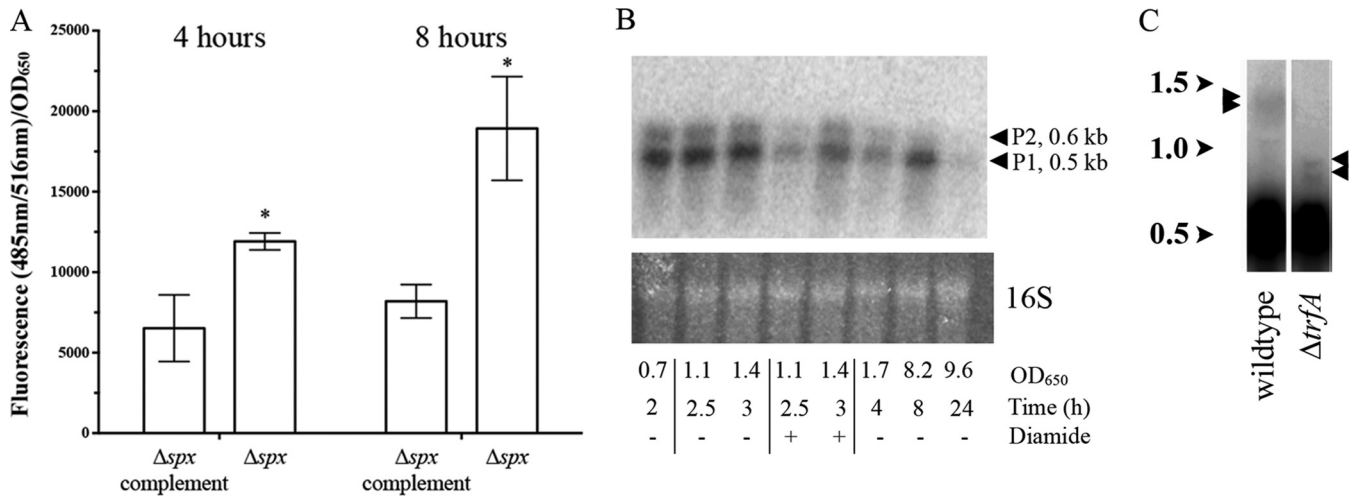 A
Fluorescence (485nm/516nm)/OD650
25000
20000
15000
10000
5000
0
4 hours
8 hours
*
*
Δspx
complement
Δspx
Δspx
complement
Δspx
B
P2, 0.6 kb
P1, 0.5 kb
16S
0.7 1.1 1.4 1.1 1.4 1.7 8.2 9.6 OD650
2 2.5 3 2.5 3 4 8 24 Time (h)
- - - + + - - - Diamide
C
1.5
1.0
0.5
wildtype
ΔtrfA